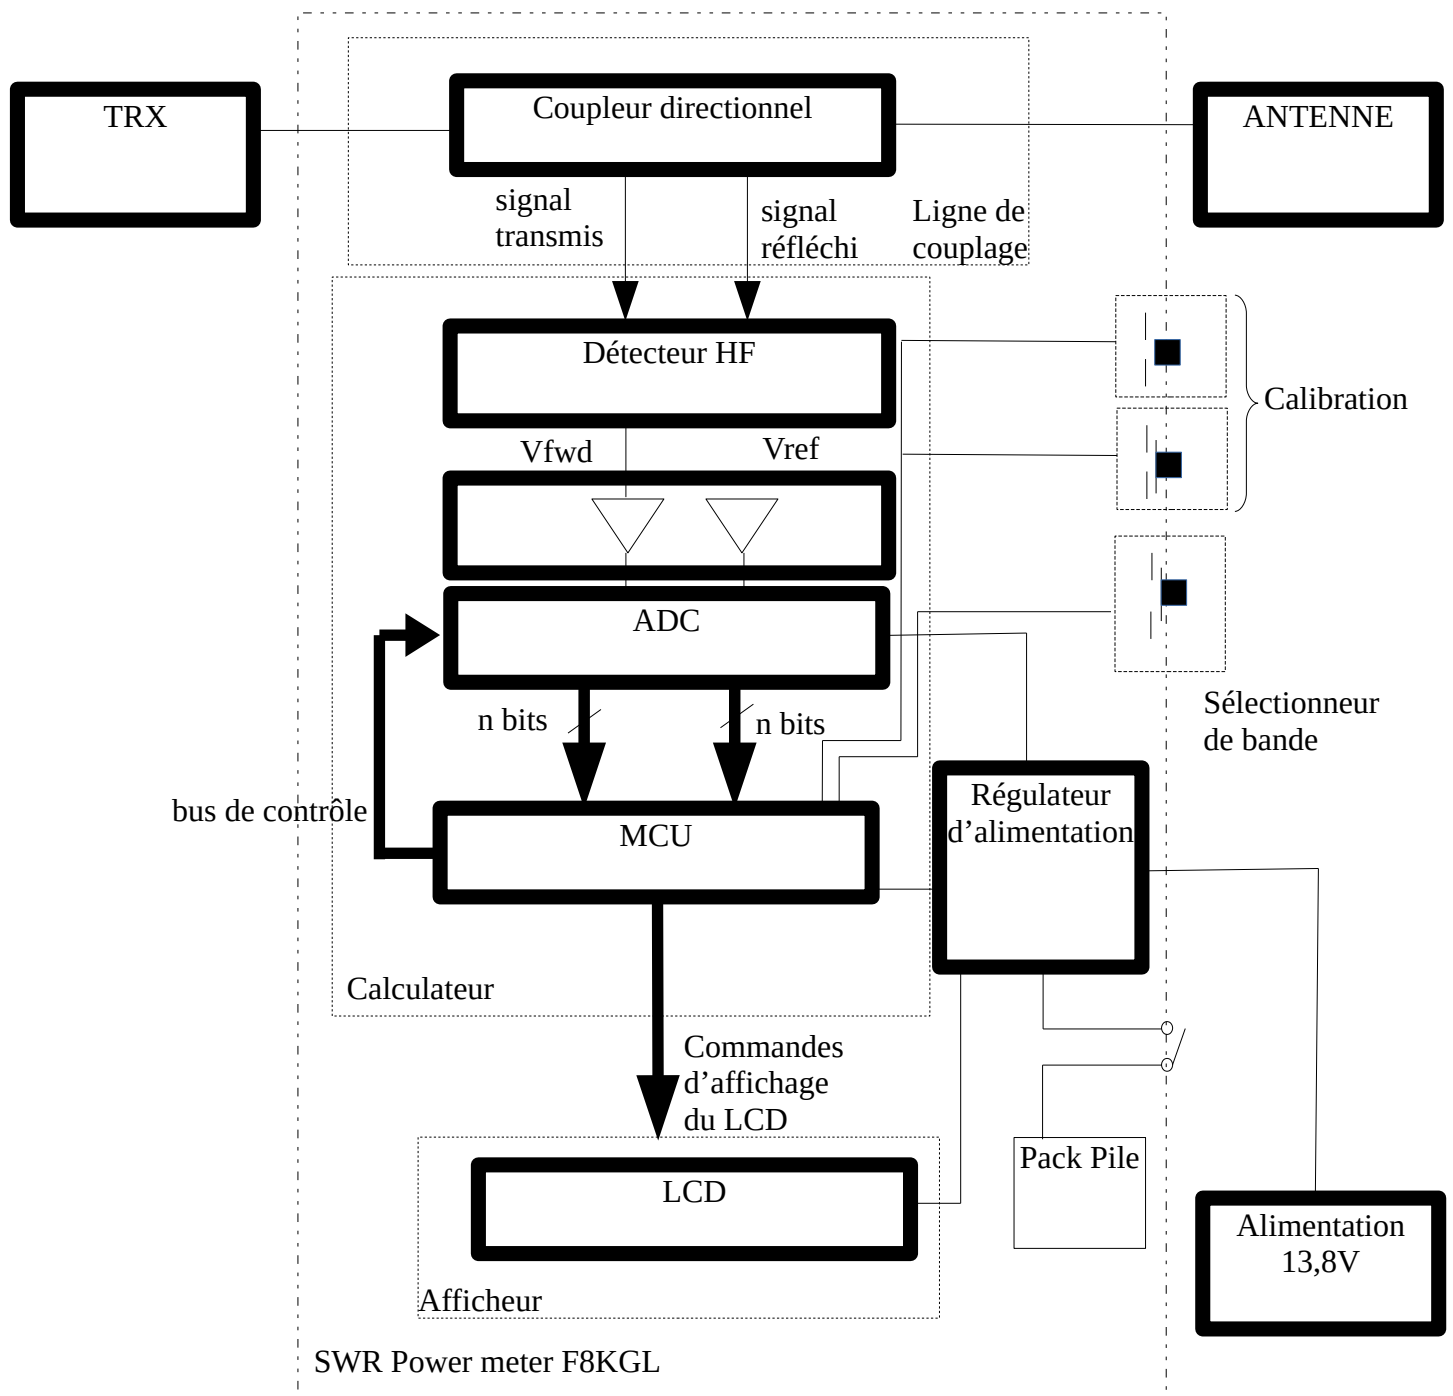 TRX
Coupleur directionnel
ANTENNE
signal
transmis
signal
réfléchi
Ligne de
couplage
Détecteur HF
Calibration
Vfwd
Vref
ADC
Sélectionneur
de bande
n bits
n bits
bus de contrôle
MCU
Régulateur
d’alimentation
Calculateur
Commandes
d’affichage
du LCD
Pack Pile
LCD
Alimentation
13,8V
Afficheur
SWR Power meter F8KGL